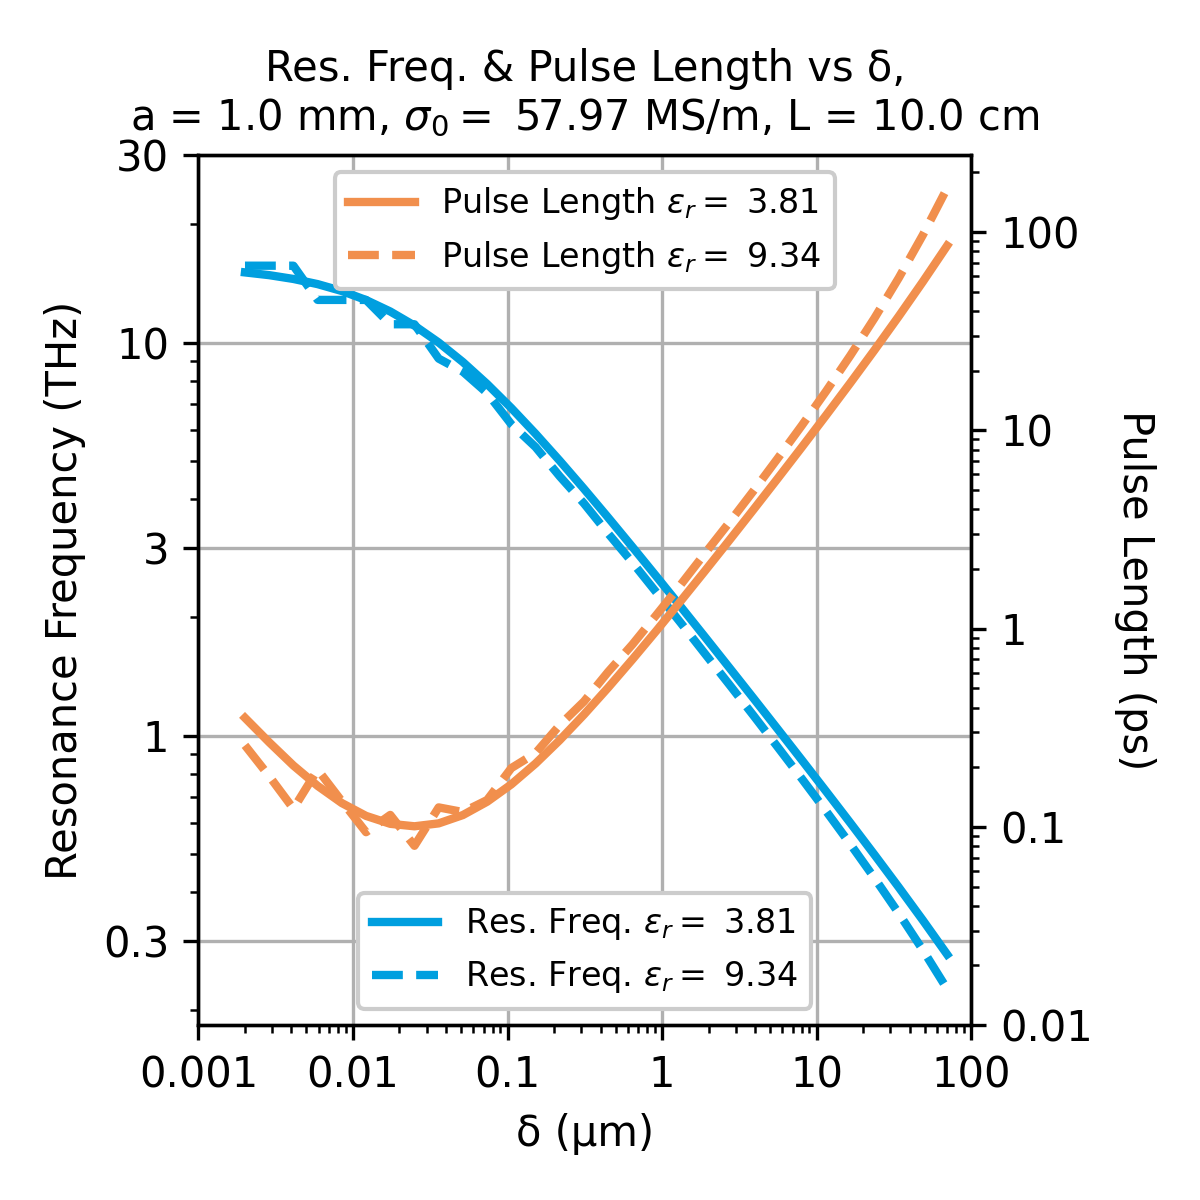 Res. Freq. & Pulse Length vs δ,
a = 1.0 mm, σ₀ = 57.97 MS/m, L = 10.0 cm
Pulse Length εᵣ = 3.81
Pulse Length εᵣ = 9.34
Res. Freq. εᵣ = 3.81
Res. Freq. εᵣ = 9.34
Resonance Frequency (THz)
30
10
3
1
0.3
Pulse Length (ps)
100
10
1
0.1
0.01
0.001 0.01 0.1 1 10 100
δ (μm)